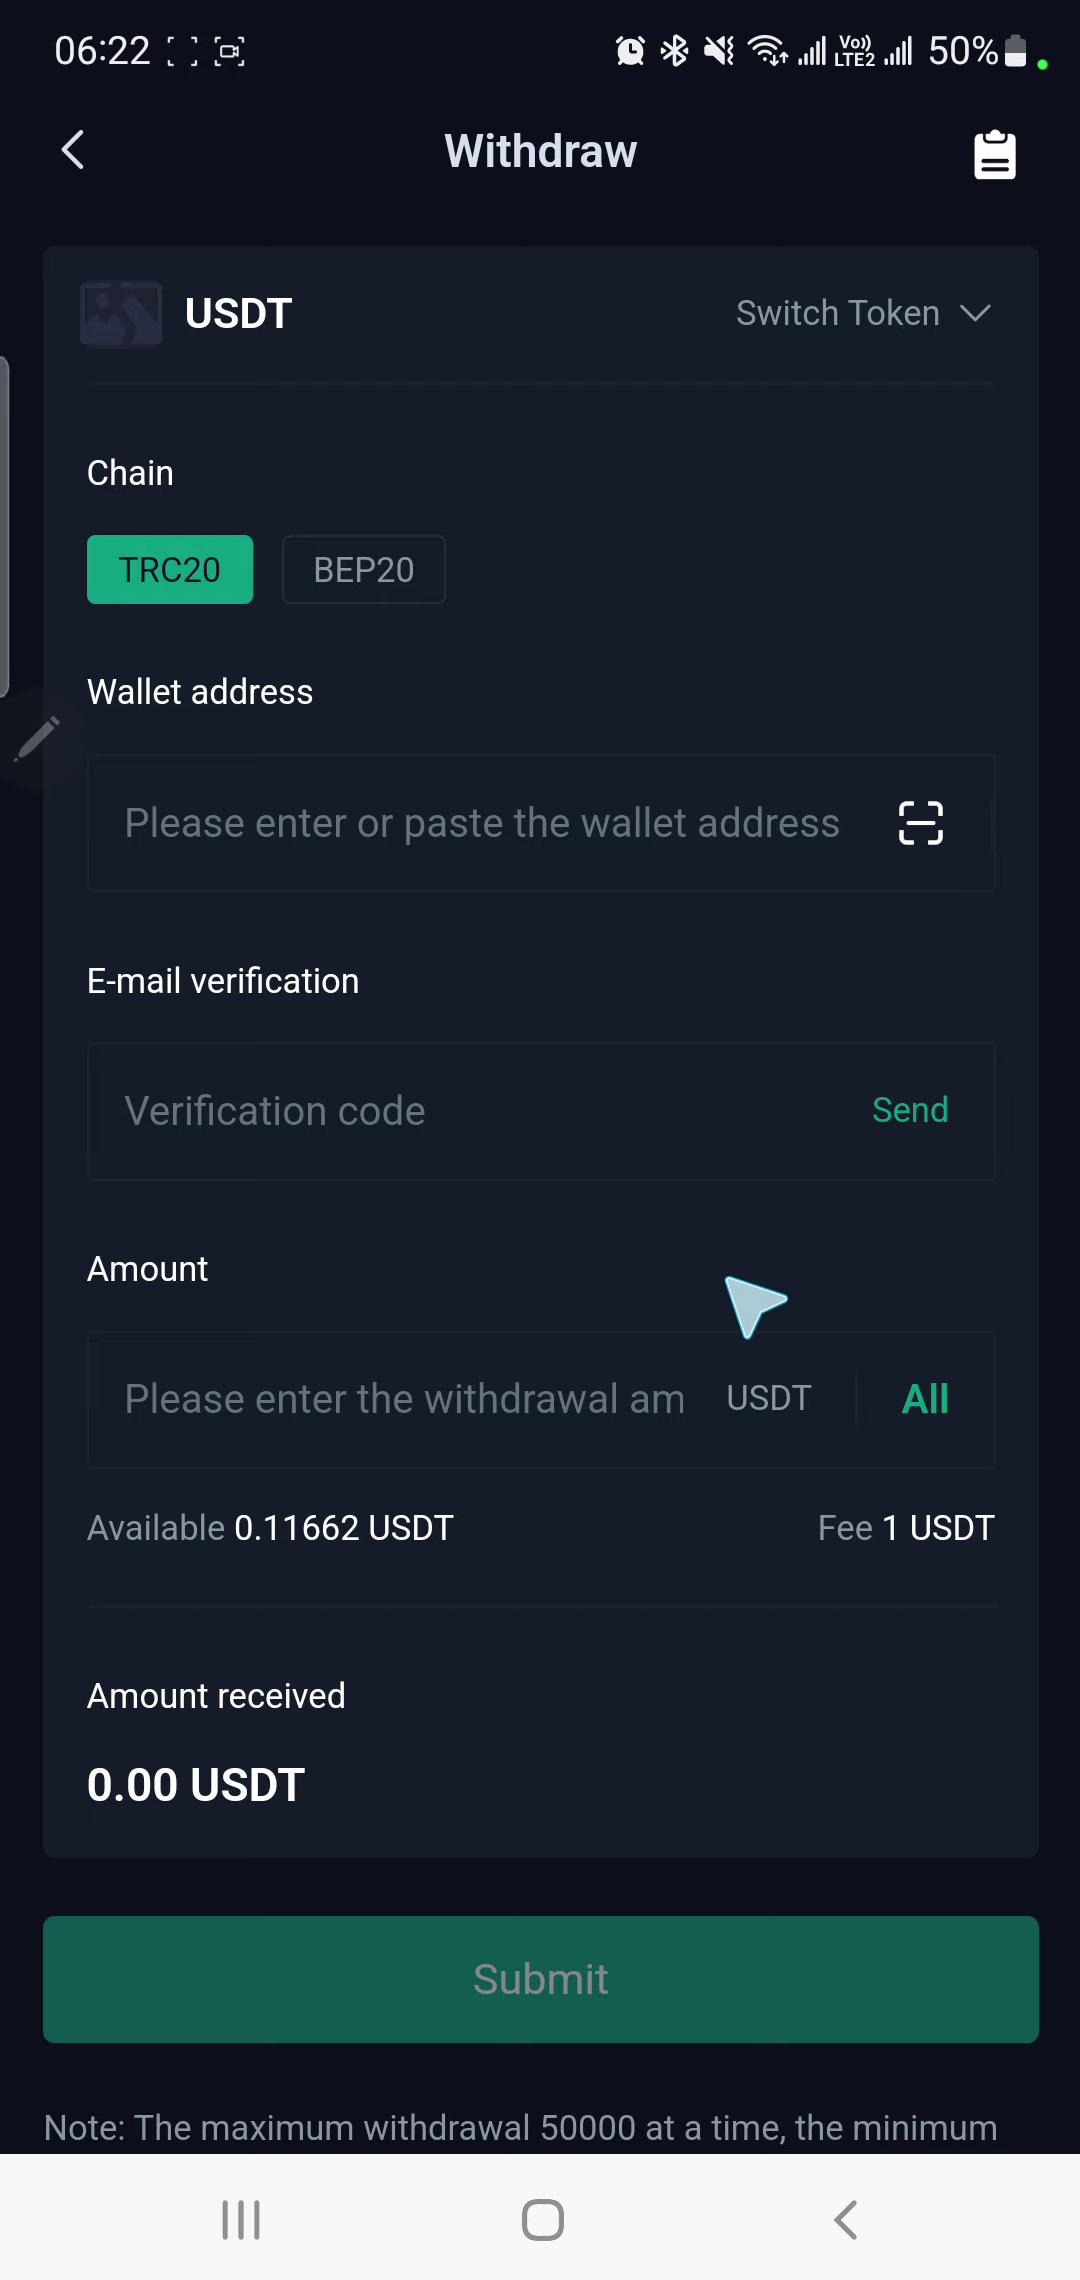 06:22
Vo))
LTE2
50%
Withdraw
USDT
Switch Token
Chain
TRC20
BEP20
Wallet address
Please enter or paste the wallet address
E-mail verification
Verification code
Send
Amount
Please enter the withdrawal am
USDT
All
Available 0.11662 USDT
Fee 1 USDT
Amount received
0.00 USDT
Submit
Note: The maximum withdrawal 50000 at a time, the minimum